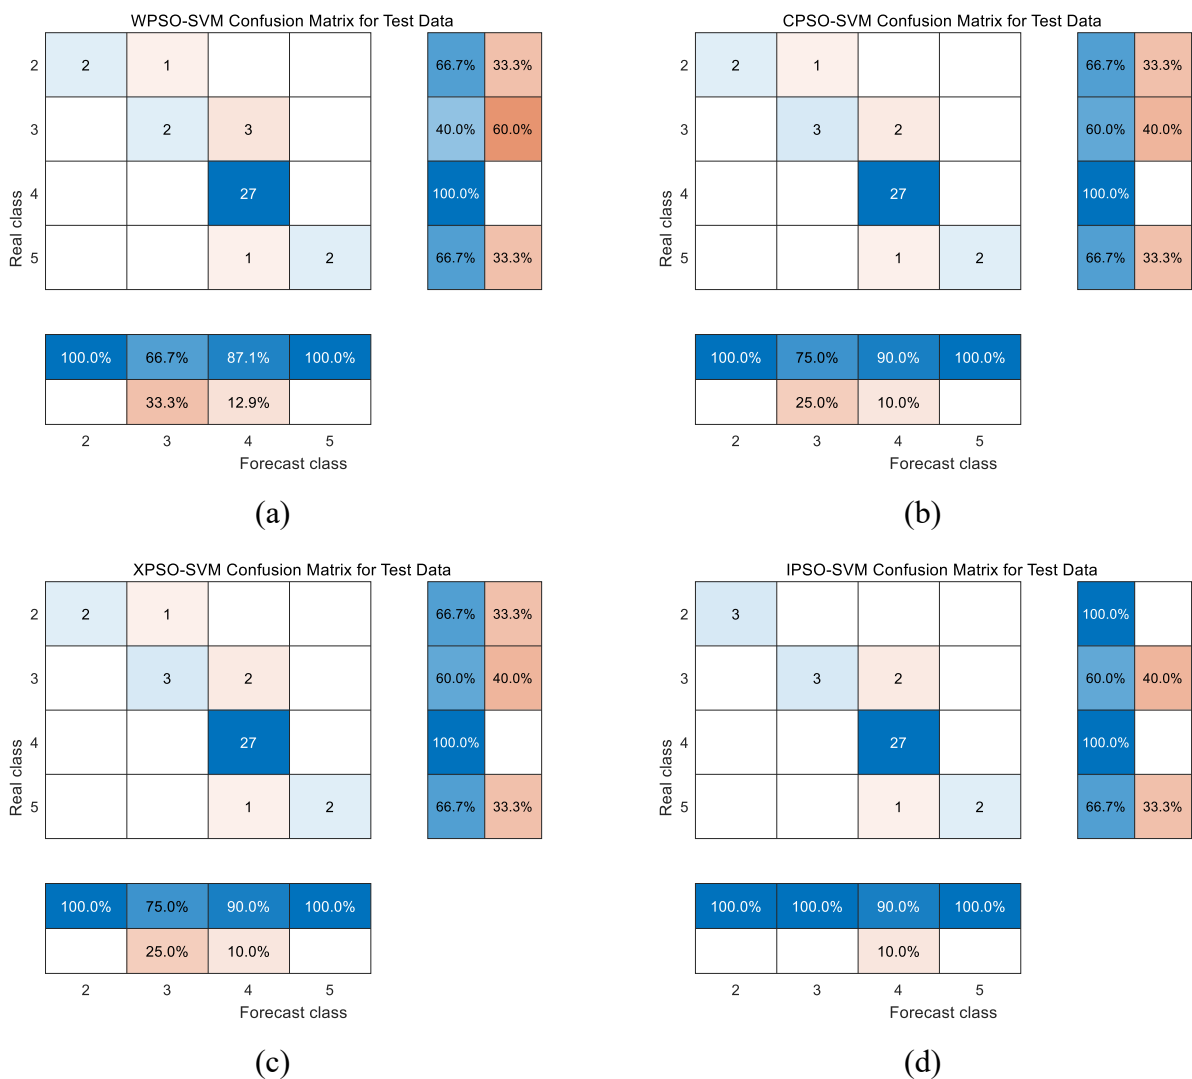 WPSO-SVM Confusion Matrix for Test Data
2 2 1 66.7% 33.3%
3 2 3 40.0% 60.0%
4 27 100.0%
5 1 2 66.7% 33.3%
Real class
100.0% 66.7% 87.1% 100.0%
33.3% 12.9%
2 3 4 5
Forecast class
(a)
CPSO-SVM Confusion Matrix for Test Data
2 2 1 66.7% 33.3%
3 3 2 60.0% 40.0%
4 27 100.0%
5 1 2 66.7% 33.3%
Real class
100.0% 75.0% 90.0% 100.0%
25.0% 10.0%
2 3 4 5
Forecast class
(b)
XPSO-SVM Confusion Matrix for Test Data
2 2 1 66.7% 33.3%
3 3 2 60.0% 40.0%
4 27 100.0%
5 1 2 66.7% 33.3%
Real class
100.0% 75.0% 90.0% 100.0%
25.0% 10.0%
2 3 4 5
Forecast class
(c)
IPSO-SVM Confusion Matrix for Test Data
2 3 100.0%
3 3 2 60.0% 40.0%
4 27 100.0%
5 1 2 66.7% 33.3%
Real class
100.0% 100.0% 90.0% 100.0%
10.0%
2 3 4 5
Forecast class
(d)